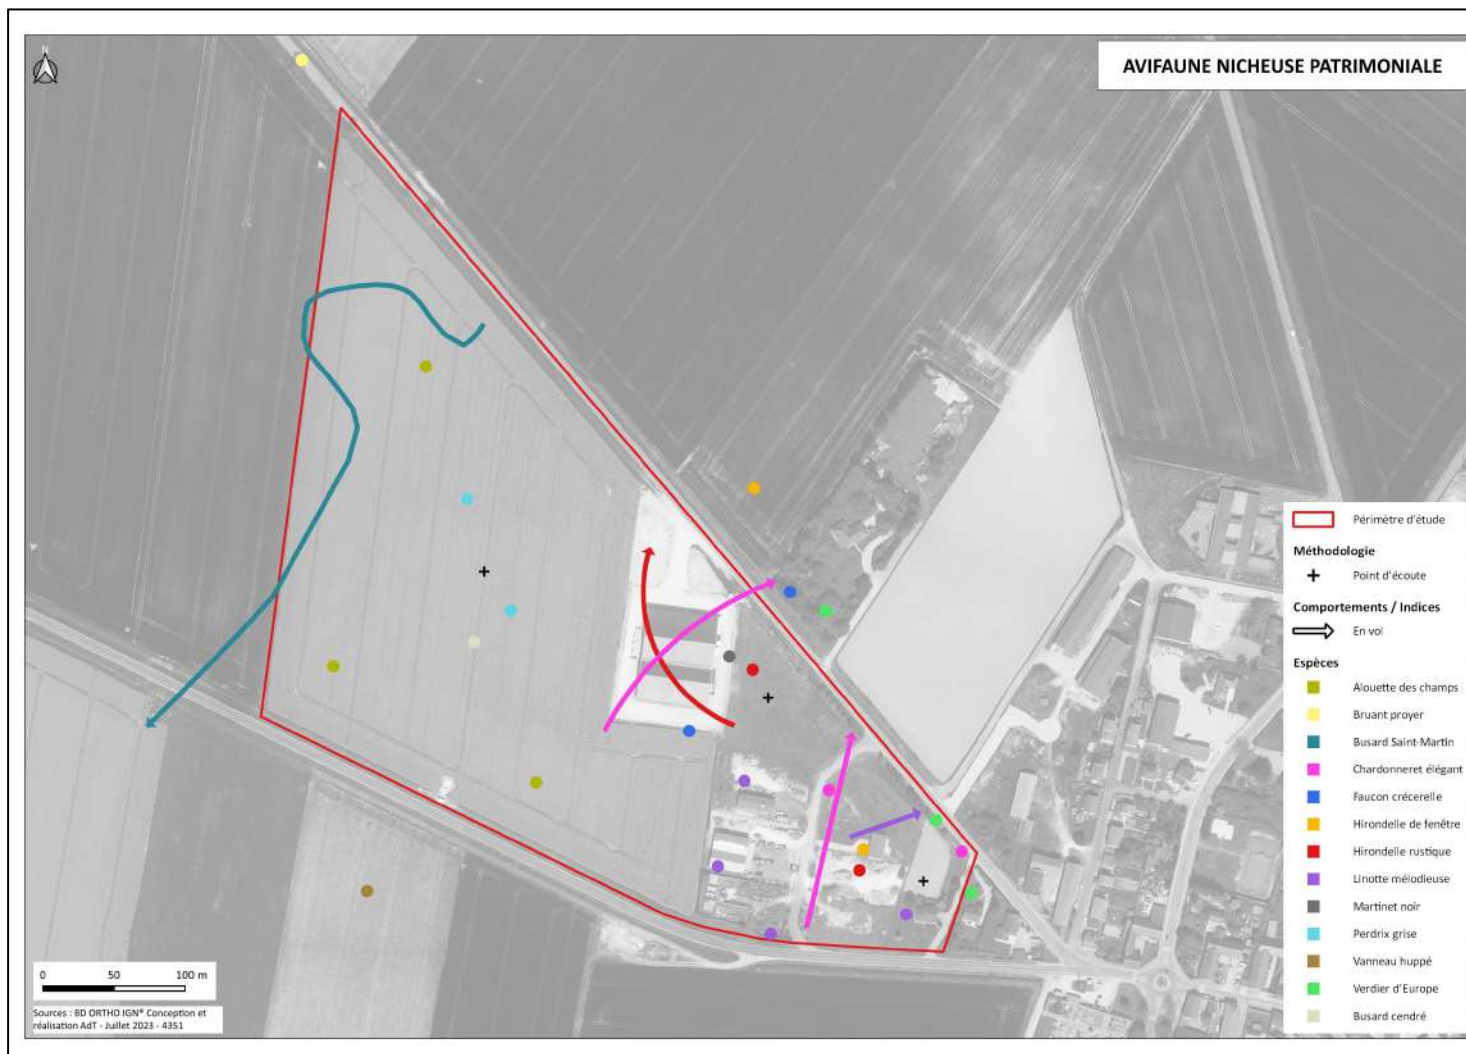 N
AVIFAUNE NICHEUSE PATRIMONIALE
Périmètre d'étude
Méthodologie
Point d'écoute
Comportements / Indices
En vol
Espèces
Alouette des champs
Bruant proyer
Busard Saint-Martin
Chardonneret élégant
Faucon crécerelle
Hirondelle de fenêtre
Hirondelle rustique
Linotte mélodieuse
Martinet noir
Perdrix grise
Vanneau huppé
Verdier d'Europe
Busard cendré
0 50 100 m
Sources : BD ORTHO IGN® Conception et
réalisation AdT - Juillet 2023 - 4351